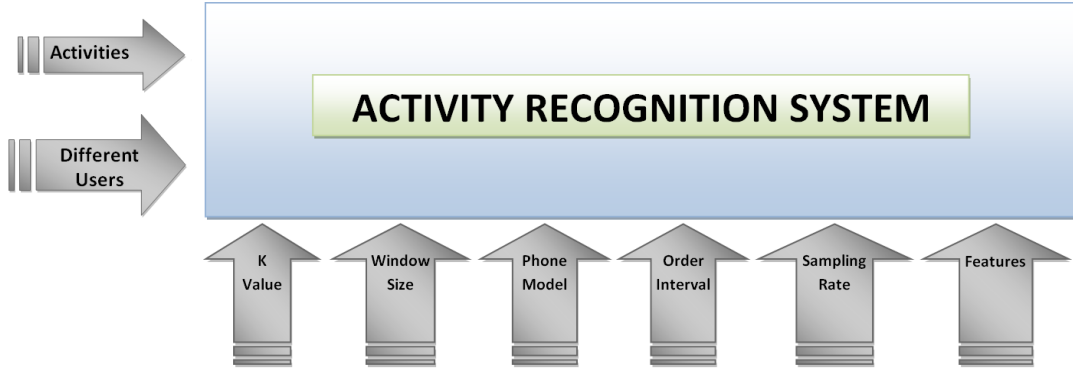 Activities
ACTIVITY RECOGNITION SYSTEM
Different
Users
K
Value
Window
Size
Phone
Model
Order
Interval
Sampling
Rate
Features